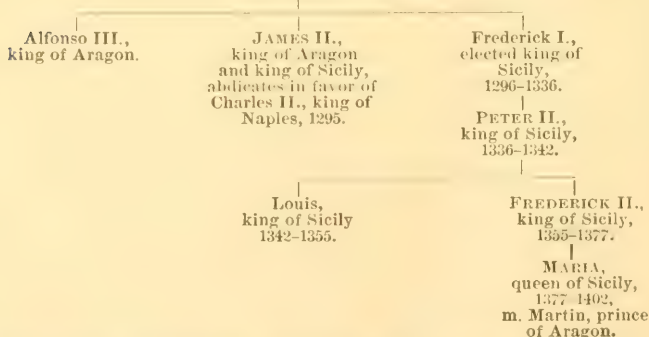 Alfonso III.,
king of Aragon.
JAMES II.,
king of Aragon
and king of Sicily,
abdicates in favor of
Charles II., king of
Naples, 1295.
Frederick I.,
elected king of
Sicily,
1296-1336.
PETER II.,
king of Sicily,
1336-1342.
Louis,
king of Sicily
1342-1355.
FREDERICK II.,
king of Sicily,
1355-1377.
MARIA,
queen of Sicily,
1377-1402,
m. Martin, prince
of Aragon.